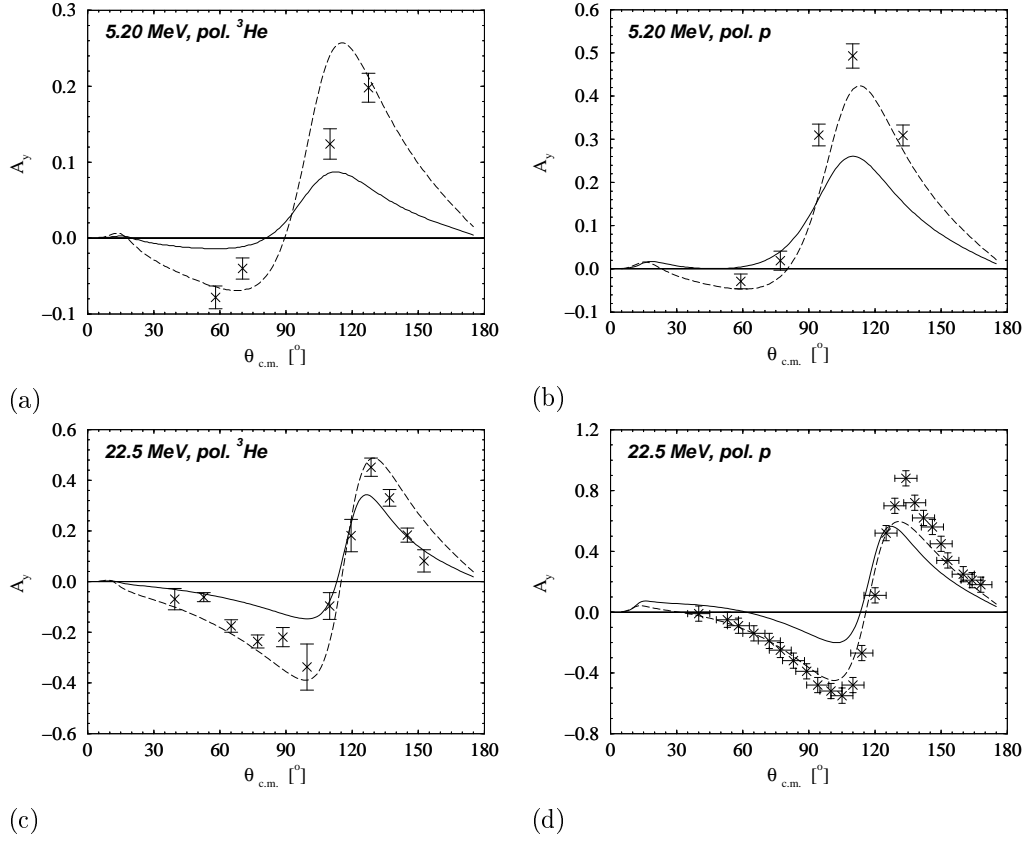 5.20 MeV, pol. ³He
0.3
0.2
0.1
0.0
−0.1
A_y
0 30 60 90 120 150 180
θ c.m. [°]
(a)
5.20 MeV, pol. p
0.6
0.5
0.4
0.3
0.2
0.1
0.0
−0.1
A_y
0 30 60 90 120 150 180
θ c.m. [°]
(b)
22.5 MeV, pol. ³He
0.6
0.4
0.2
0.0
−0.2
−0.4
−0.6
A_y
0 30 60 90 120 150 180
θ c.m. [°]
(c)
22.5 MeV, pol. p
1.2
0.8
0.4
0.0
−0.4
−0.8
A_y
0 30 60 90 120 150 180
θ c.m. [°]
(d)